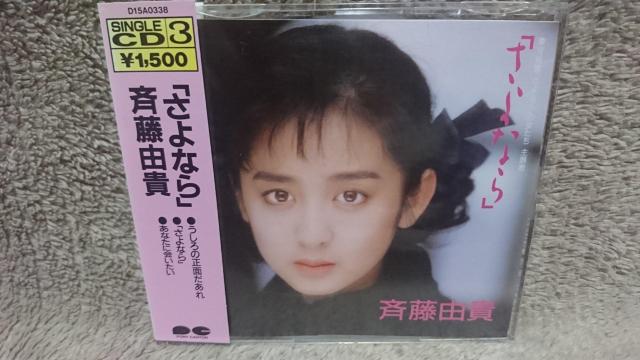 D15A0338
SINGLE
CD 3
¥1,500
「さよなら」
斉藤由貴
●うしろの正面だあれ
●「さよなら」
●あなたに会いたい
PONY CANYON
「さよなら」
斉藤由貴